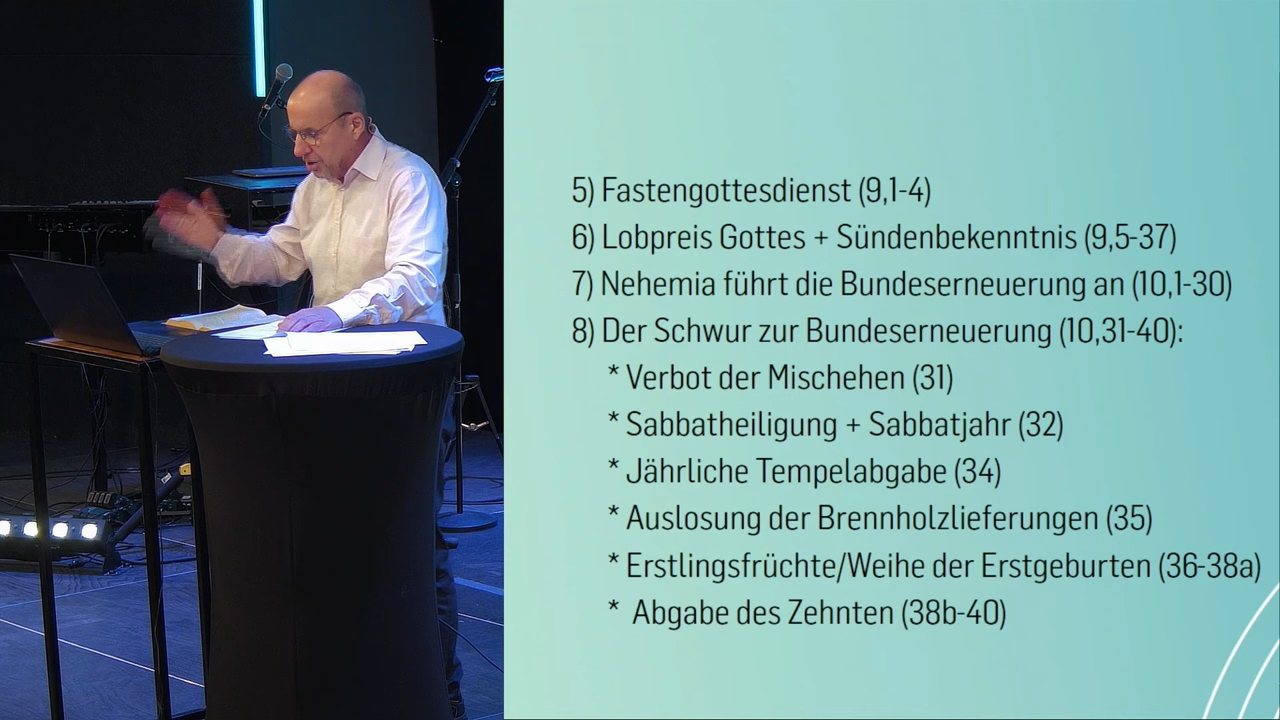 5) Fastengottesdienst (9,1-4)
6) Lobpreis Gottes + Sündenbekenntnis (9,5-37)
7) Nehemia führt die Bundeserneuerung an (10,1-30)
8) Der Schwur zur Bundeserneuerung (10,31-40):
* Verbot der Mischehen (31)
* Sabbatheiligung + Sabbatjahr (32)
* Jährliche Tempelabgabe (34)
* Auslosung der Brennholzlieferungen (35)
* Erstlingsfrüchte/Weihe der Erstgeburten (36-38a)
* Abgabe des Zehnten (38b-40)